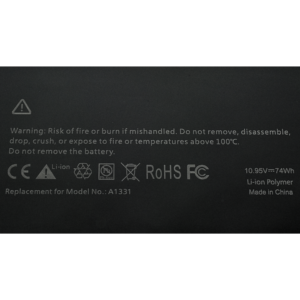 Warning: Risk of fire or burn if mishandled. Do not remove, disassemble,
drop, crush, or expose to fire or temperatures above 100℃.
Do not remove the battery.
CE Li-ion RoHS FC
10.95V⎓74Wh
Li-ion Polymer
Replacement for Model No.: A1331
Made in China